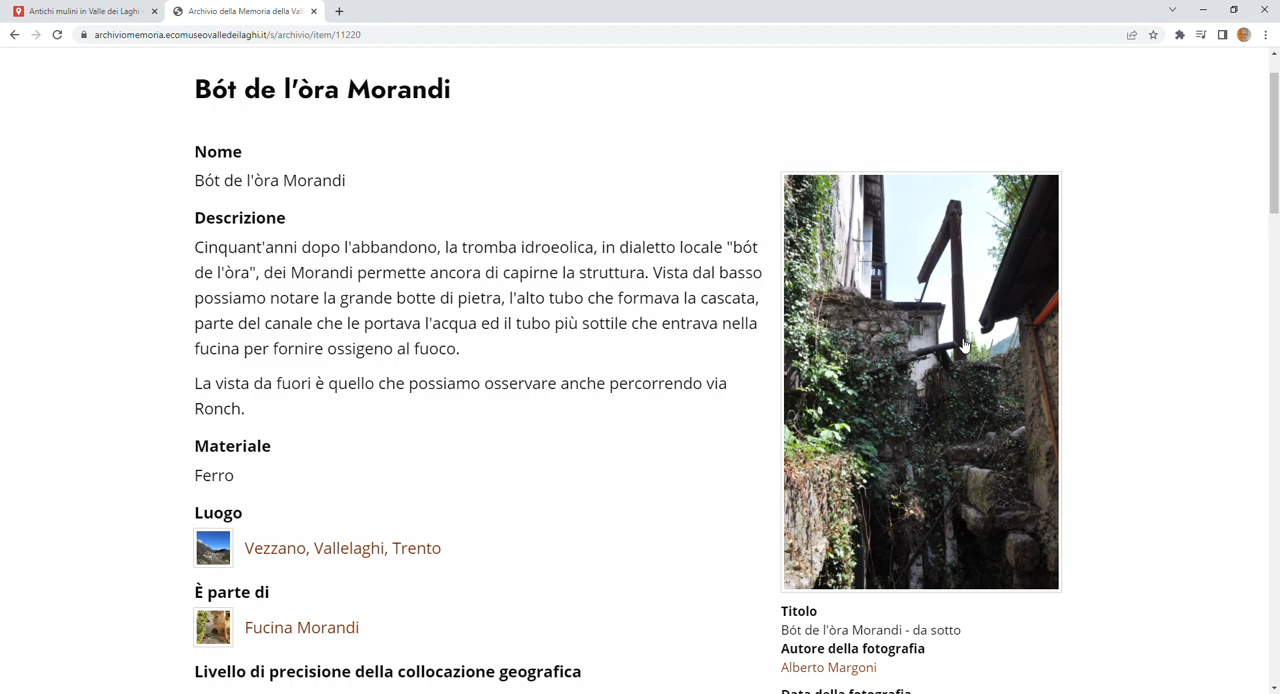 Antichi mulini in Valle dei Laghi
Archivio della Memoria della Val
archiviomemoria.ecomuseovalledeilaghi.it/s/archivio/item/11220
Bót de l'òra Morandi
Nome
Bót de l'òra Morandi
Descrizione
Cinquant'anni dopo l'abbandono, la tromba idroeolica, in dialetto locale "bót
de l'òra", dei Morandi permette ancora di capirne la struttura. Vista dal basso
possiamo notare la grande botte di pietra, l'alto tubo che formava la cascata,
parte del canale che le portava l'acqua ed il tubo più sottile che entrava nella
fucina per fornire ossigeno al fuoco.
La vista da fuori è quello che possiamo osservare anche percorrendo via
Ronch.
Materiale
Ferro
Luogo
Vezzano, Vallelaghi, Trento
È parte di
Fucina Morandi
Livello di precisione della collocazione geografica
Titolo
Bót de l'òra Morandi - da sotto
Autore della fotografia
Alberto Margoni
Data della fotografia